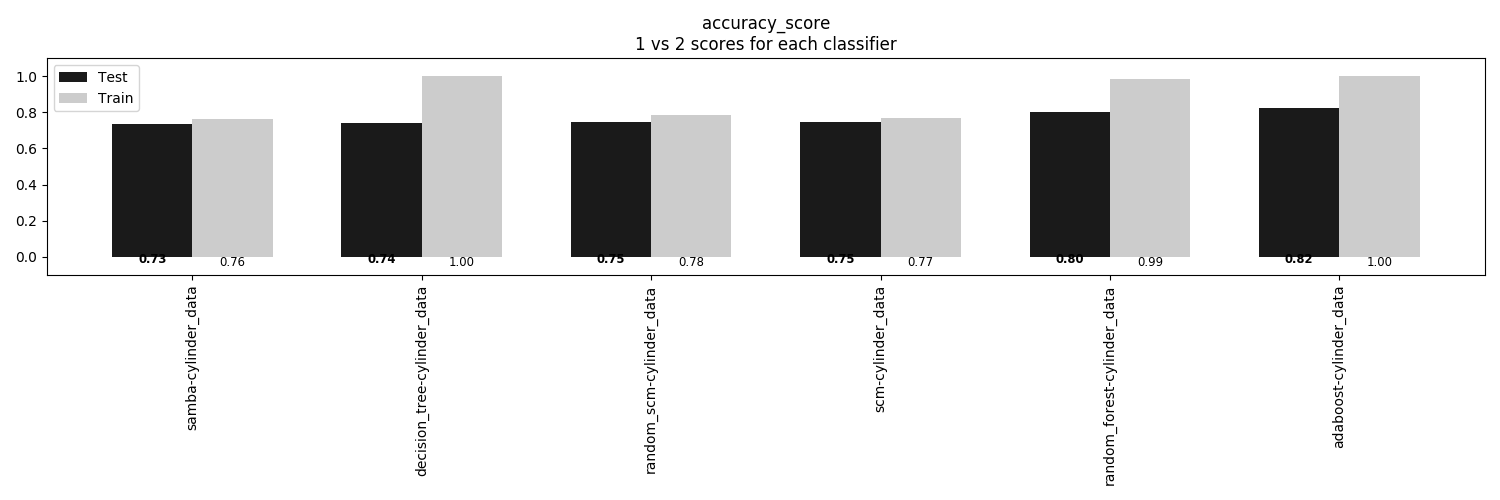 accuracy_score
1 vs 2 scores for each classifier
Test
Train
1.0
0.8
0.6
0.4
0.2
0.0
0.73 0.76 0.74 1.00 0.75 0.78 0.75 0.77 0.80 0.99 0.82 1.00
samba-cylinder_data
decision_tree-cylinder_data
random_scm-cylinder_data
scm-cylinder_data
random_forest-cylinder_data
adaboost-cylinder_data